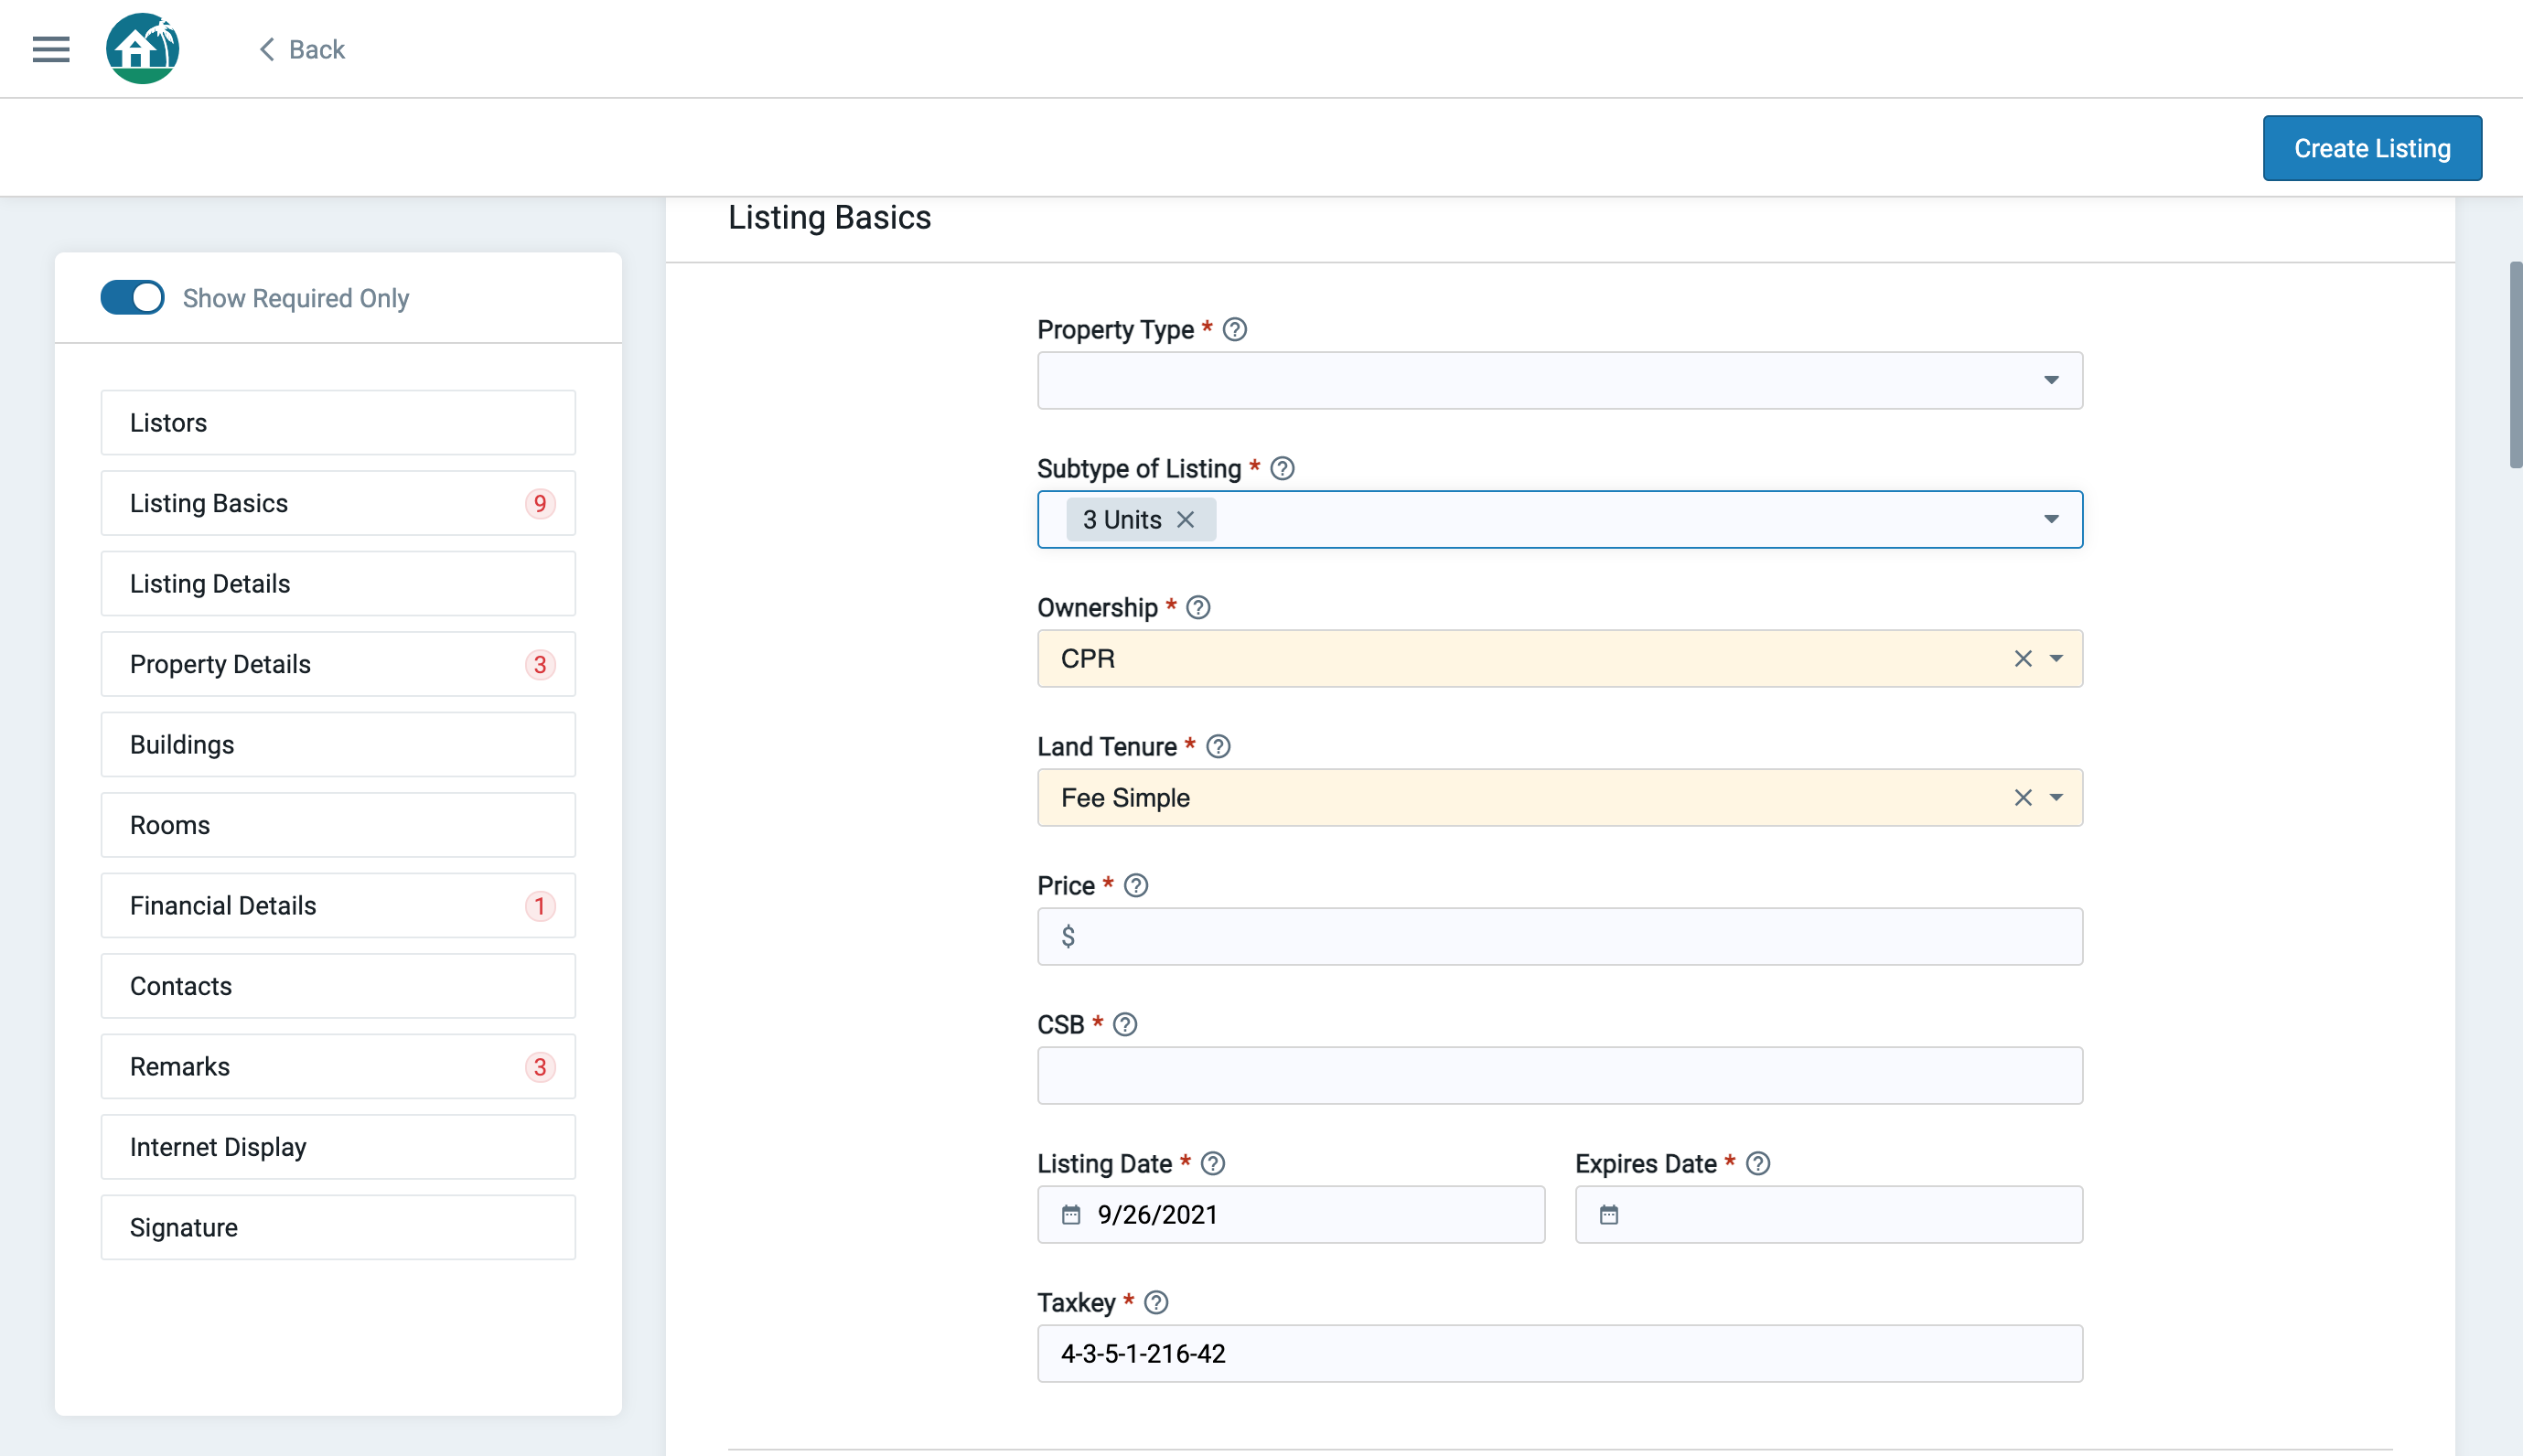 Back
Create Listing
Show Required Only
Listors
Listing Basics 9
Listing Details
Property Details 3
Buildings
Rooms
Financial Details 1
Contacts
Remarks 3
Internet Display
Signature
Listing Basics
Property Type *
Subtype of Listing *
3 Units
Ownership *
CPR
Land Tenure *
Fee Simple
Price *
$
CSB *
Listing Date *
9/26/2021
Expires Date *
Taxkey *
4-3-5-1-216-42